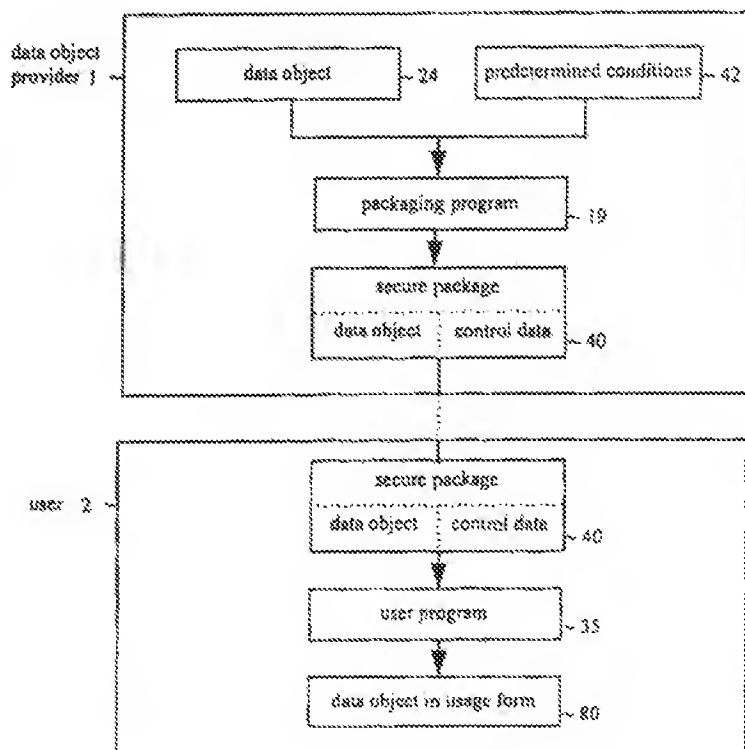 data object
provider 1
data object
24
predetermined conditions
42
packaging program
19
secure package
data object
control data
40
user 2
secure package
data object
control data
40
user program
35
data object in usage form
80